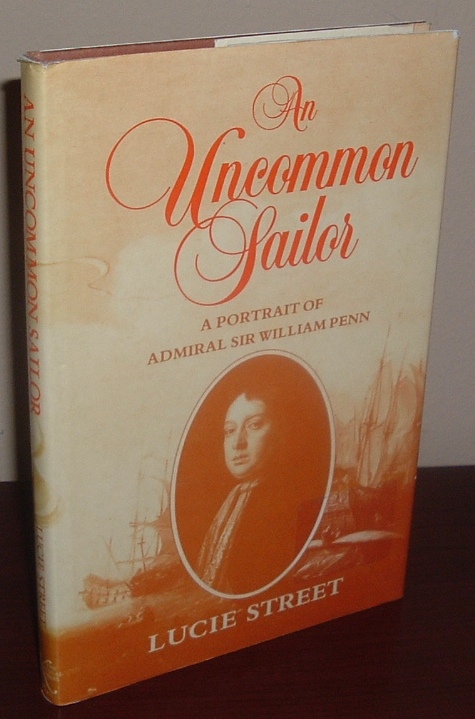 An
Uncommon
Sailor
A PORTRAIT OF
ADMIRAL SIR WILLIAM PENN
LUCIE STREET
AN UNCOMMON SAILOR
LUCIE STREET